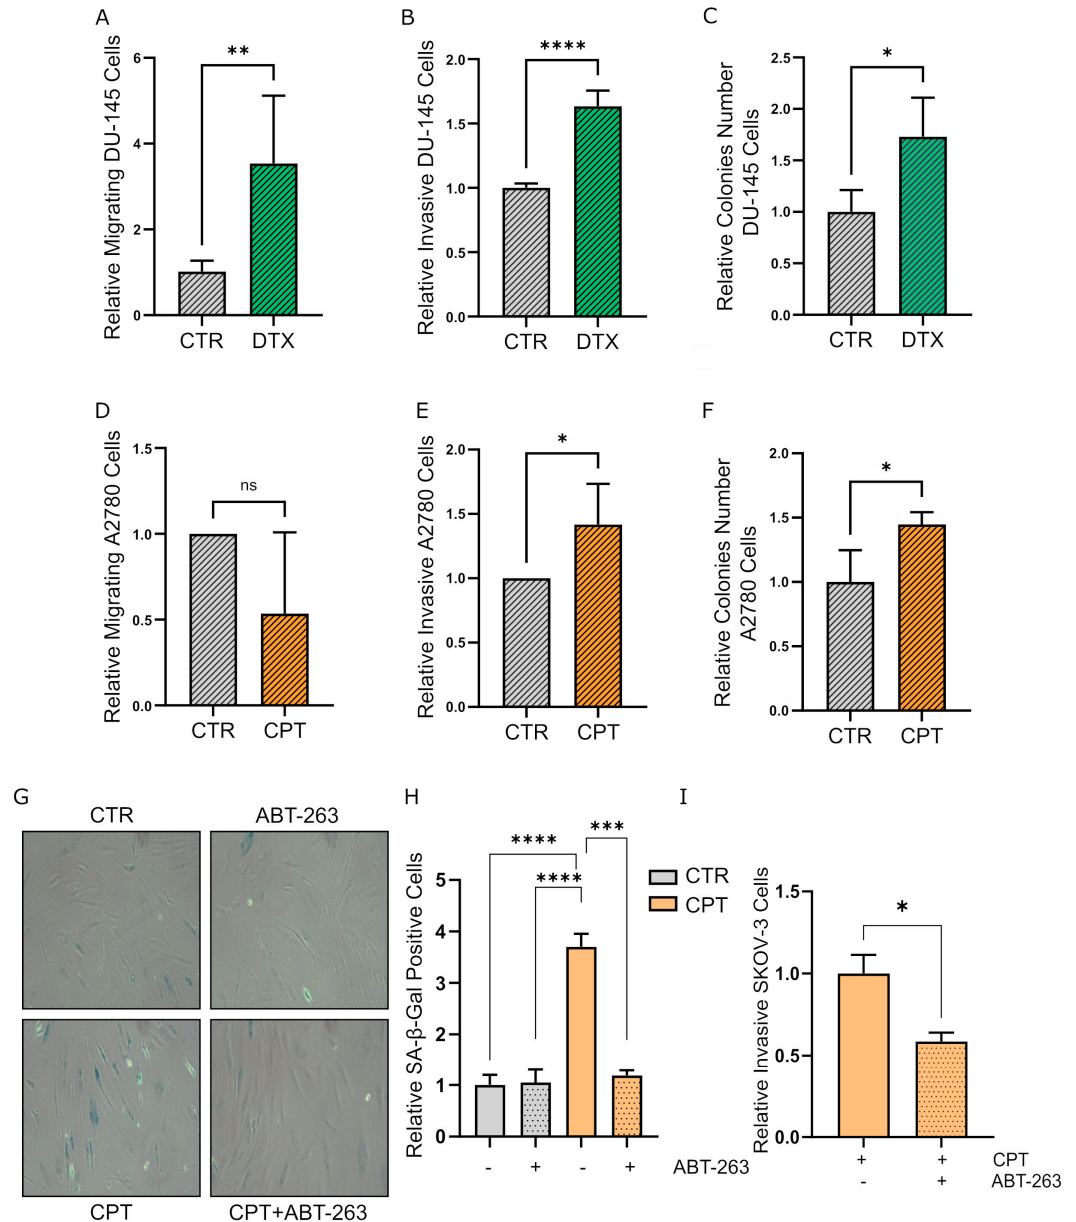 A
Relative Migrating DU-145 Cells
6
4
2
0
**
CTR DTX
B
Relative Invasive DU-145 Cells
2.0
1.5
1.0
0.5
0.0
****
CTR DTX
C
Relative Colonies Number
DU-145 Cells
2.5
2.0
1.5
1.0
0.5
0.0
*
CTR DTX
D
Relative Migrating A2780 Cells
1.5
1.0
0.5
0.0
ns
CTR CPT
E
Relative Invasive A2780 Cells
2.0
1.5
1.0
0.5
0.0
*
CTR CPT
F
Relative Colonies Number
A2780 Cells
2.0
1.5
1.0
0.5
0.0
*
CTR CPT
G
CTR ABT-263
CPT CPT+ABT-263
H
Relative SA-β-Gal Positive Cells
5
4
3
2
1
0
**** ***
****
CTR
CPT
- + - + ABT-263
I
Relative Invasive SKOV-3 Cells
1.5
1.0
0.5
0.0
*
+ + CPT
- + ABT-263